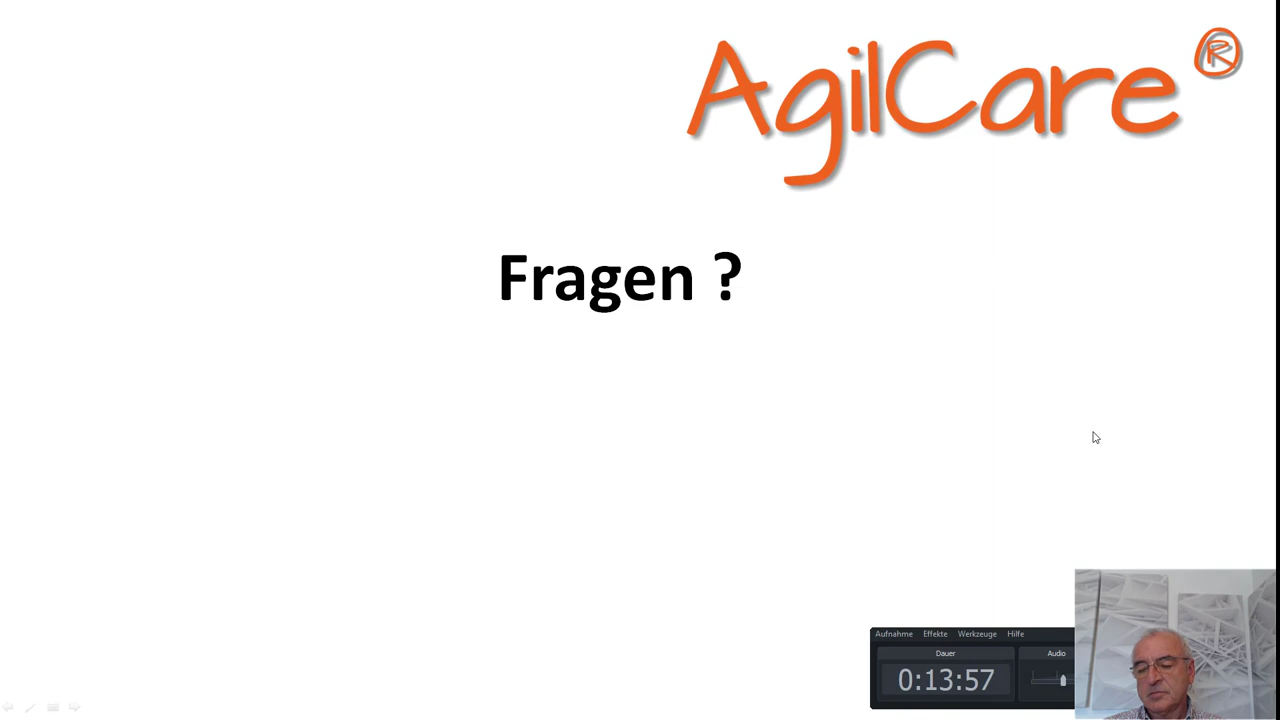 AgilCare ®
Fragen ?
Aufnahme Effekte Werkzeuge Hilfe
Dauer Audio
0:13:57